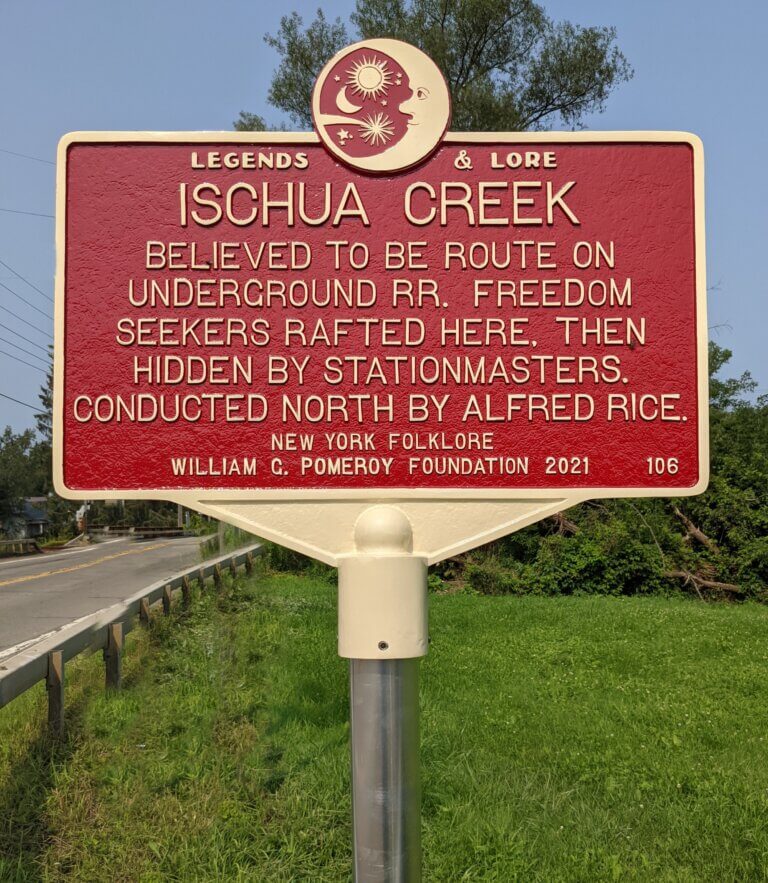 LEGENDS & LORE
ISCHUA CREEK
BELIEVED TO BE ROUTE ON
UNDERGROUND RR. FREEDOM
SEEKERS RAFTED HERE, THEN
HIDDEN BY STATIONMASTERS.
CONDUCTED NORTH BY ALFRED RICE.
NEW YORK FOLKLORE
WILLIAM G. POMEROY FOUNDATION 2021 106